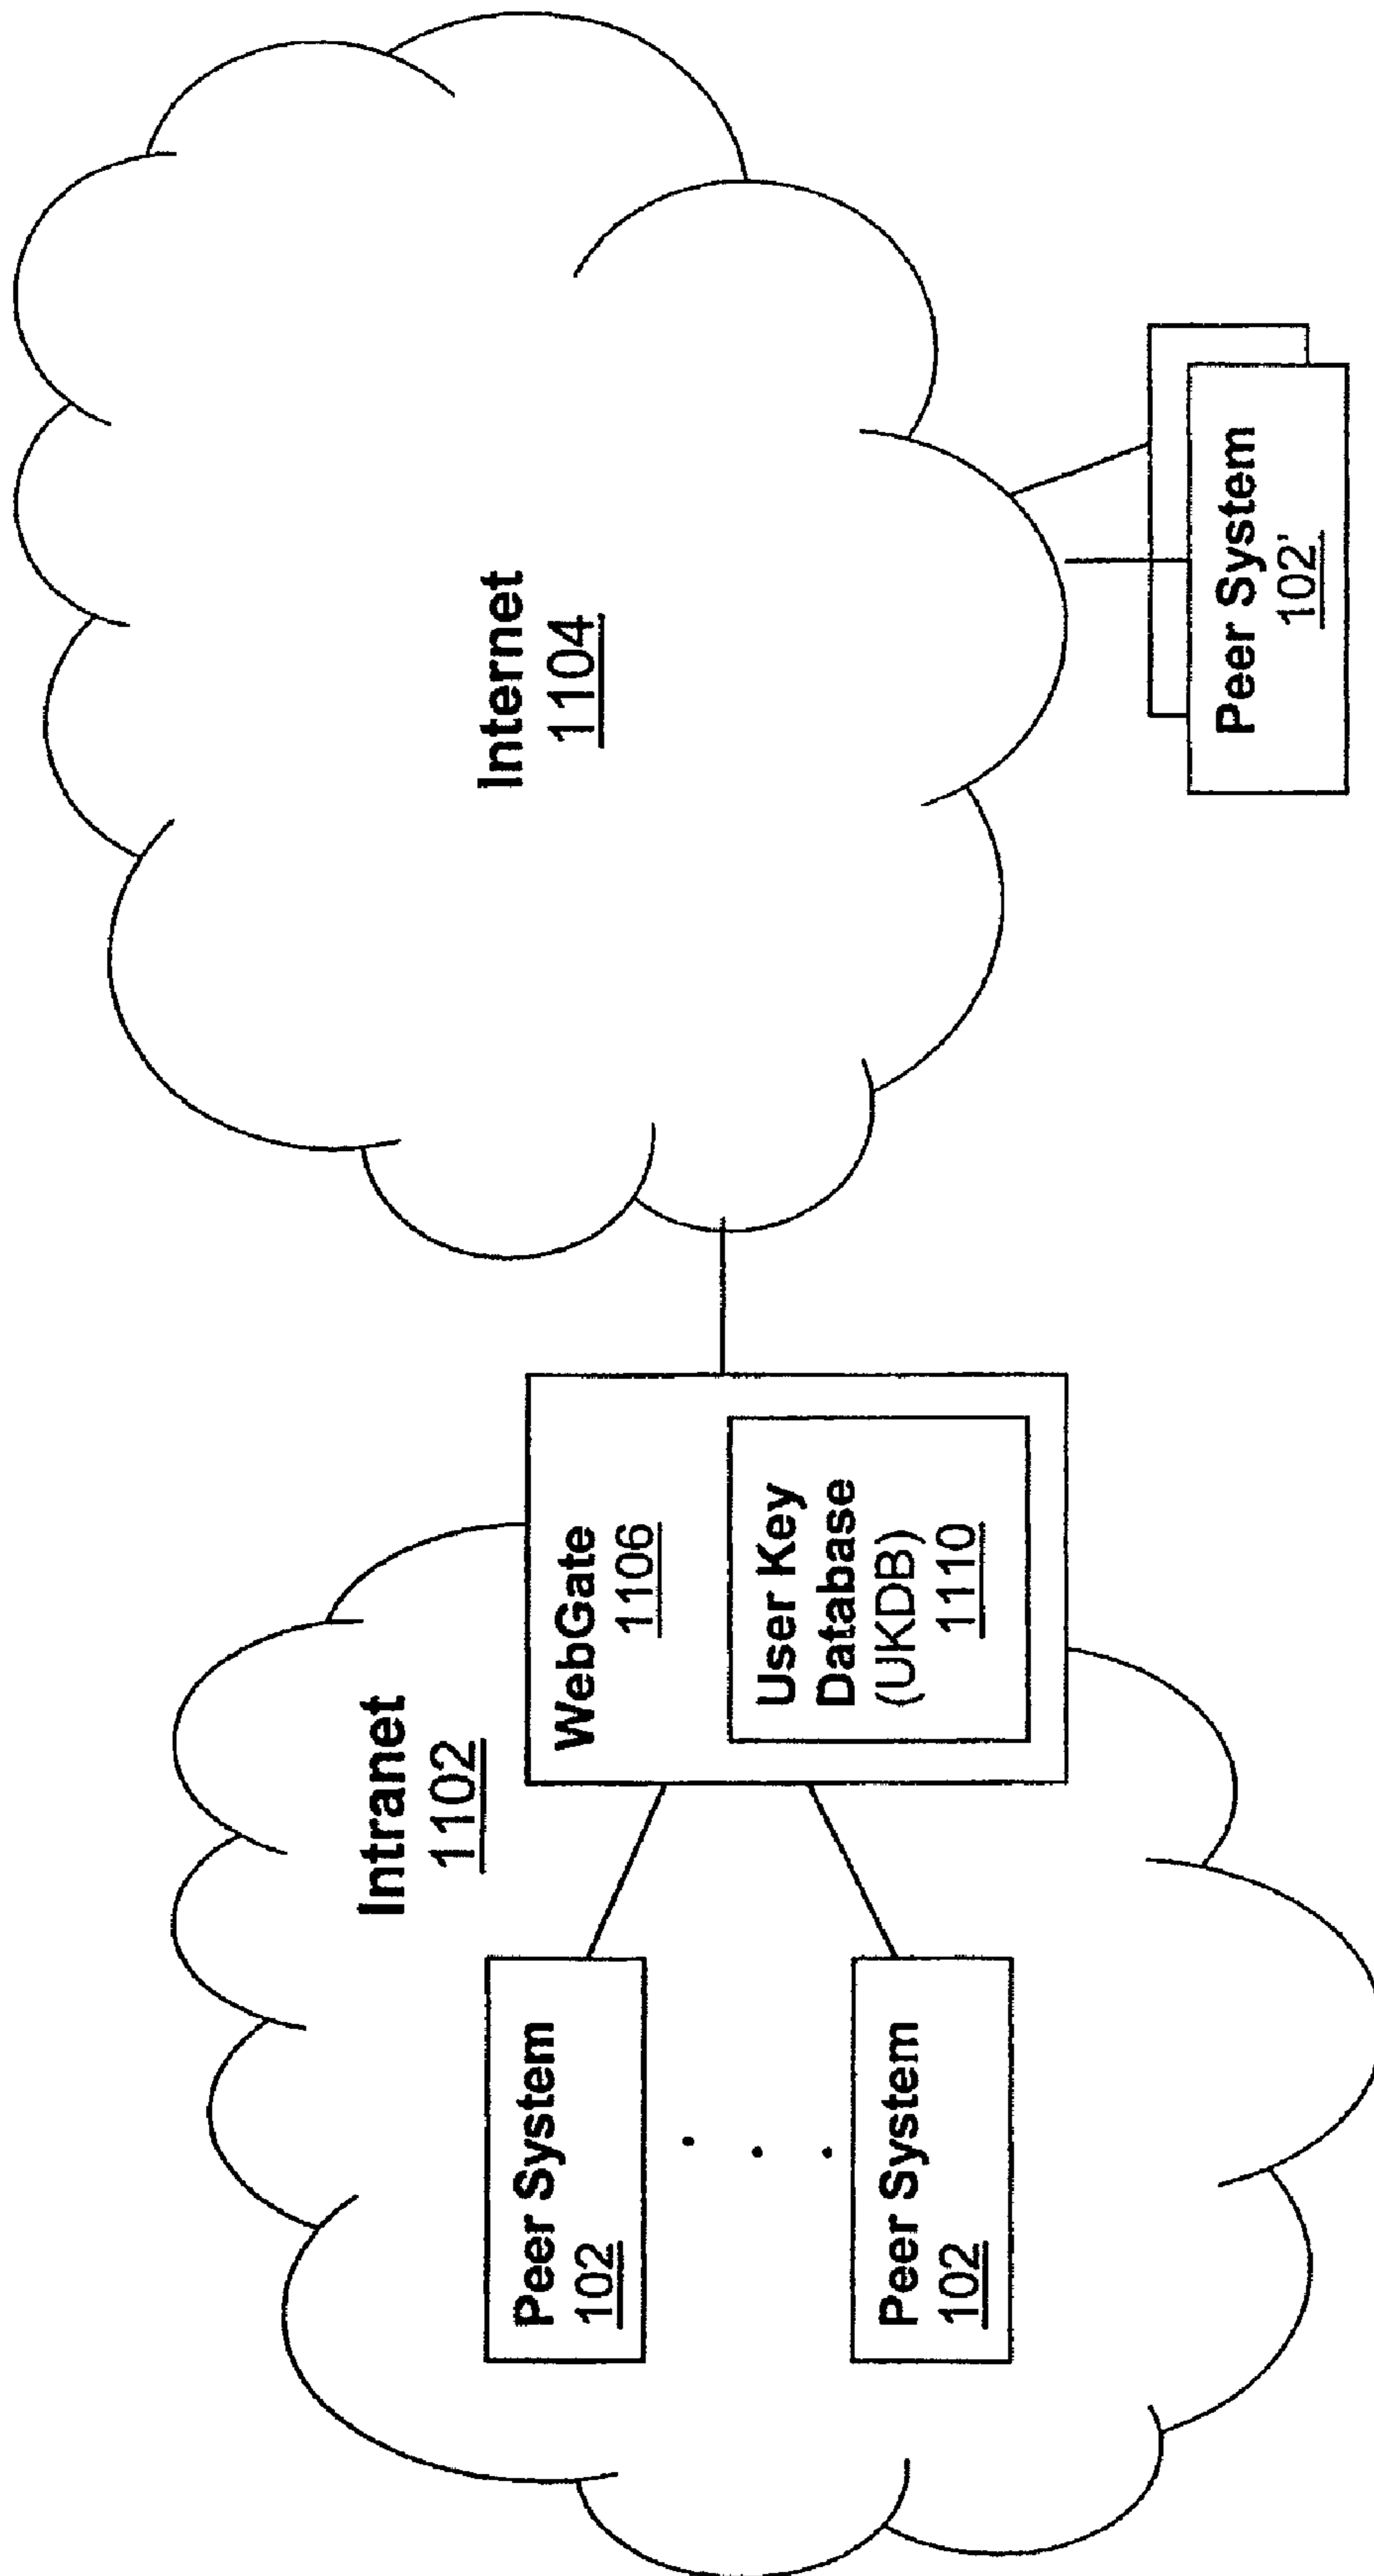 Intranet
1102
Peer System
102
Peer System
102
WebGate
1106
User Key
Database
(UKDB)
1110
Internet
1104
Peer System
102'